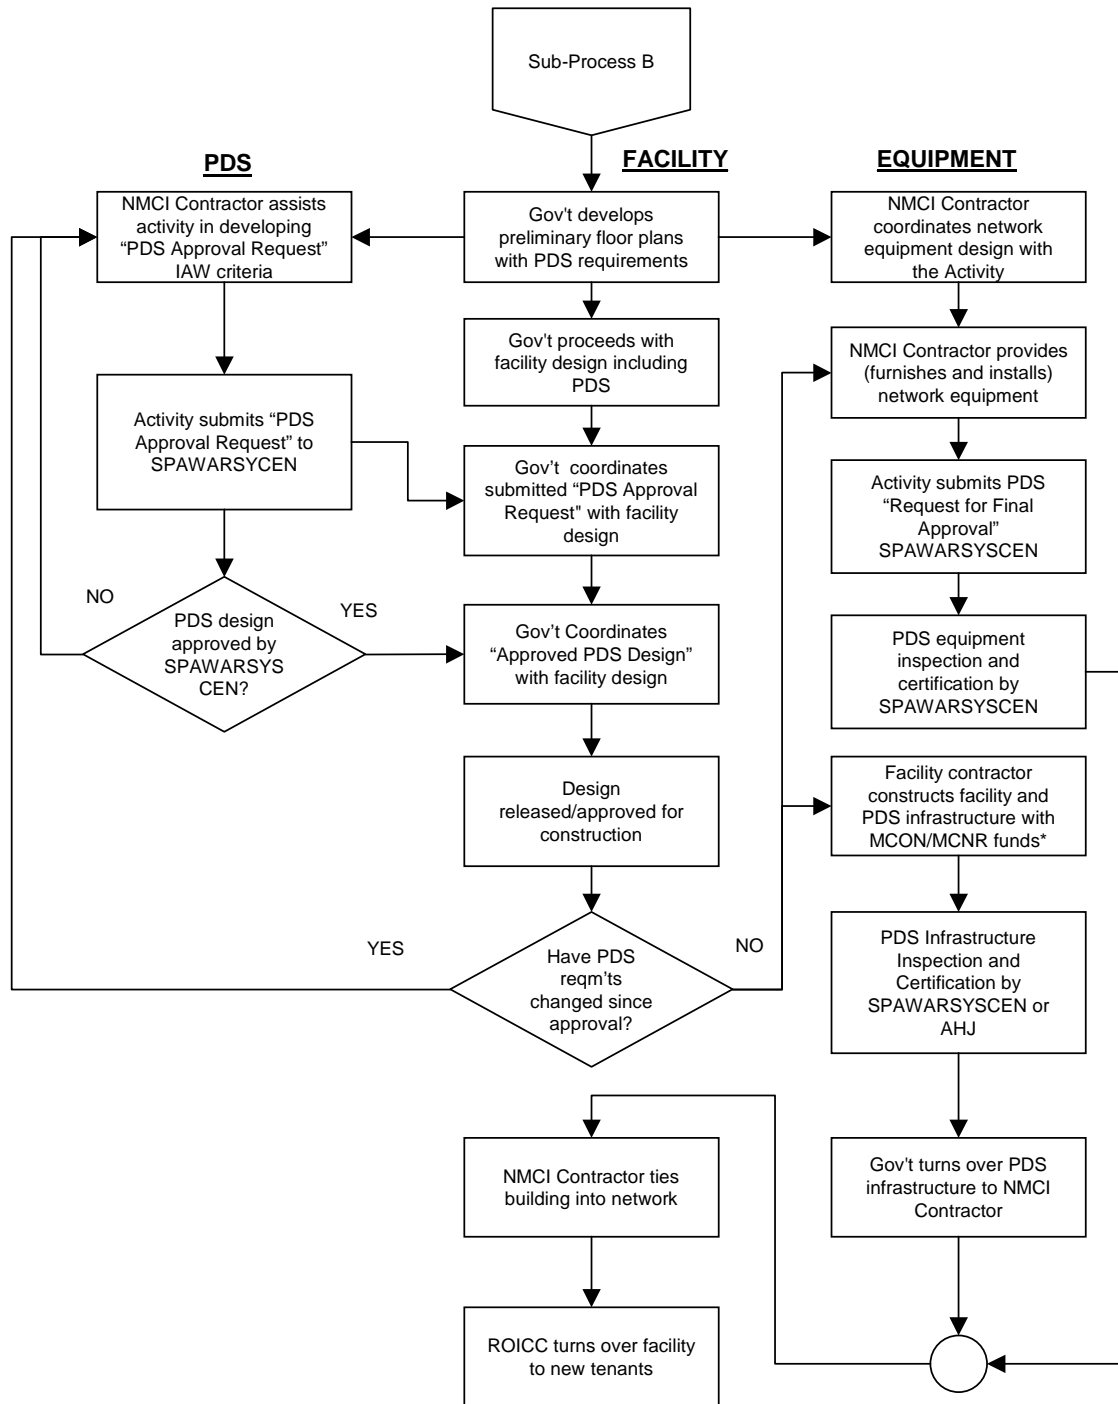 Sub-Process B
PDS
FACILITY
EQUIPMENT
NMCI Contractor assists
activity in developing
“PDS Approval Request”
IAW criteria
Gov't develops
preliminary floor plans
with PDS requirements
NMCI Contractor
coordinates network
equipment design with
the Activity
Gov't proceeds with
facility design including
PDS
NMCI Contractor provides
(furnishes and installs)
network equipment
Activity submits “PDS
Approval Request” to
SPAWARSYCEN
Gov’t  coordinates
submitted “PDS Approval
Request" with facility
design
Activity submits PDS
“Request for Final
Approval”
SPAWARSYSCEN
NO
PDS design
approved by
SPAWARSYS
CEN?
YES
Gov’t Coordinates
“Approved PDS Design”
with facility design
PDS equipment
inspection and
certification by
SPAWARSYSCEN
Design
released/approved for
construction
Facility contractor
constructs facility and
PDS infrastructure with
MCON/MCNR funds*
YES
Have PDS
reqm’ts
changed since
approval?
NO
PDS Infrastructure
Inspection and
Certification by
SPAWARSYSCEN or
AHJ
NMCI Contractor ties
building into network
Gov't turns over PDS
infrastructure to NMCI
Contractor
ROICC turns over facility
to new tenants